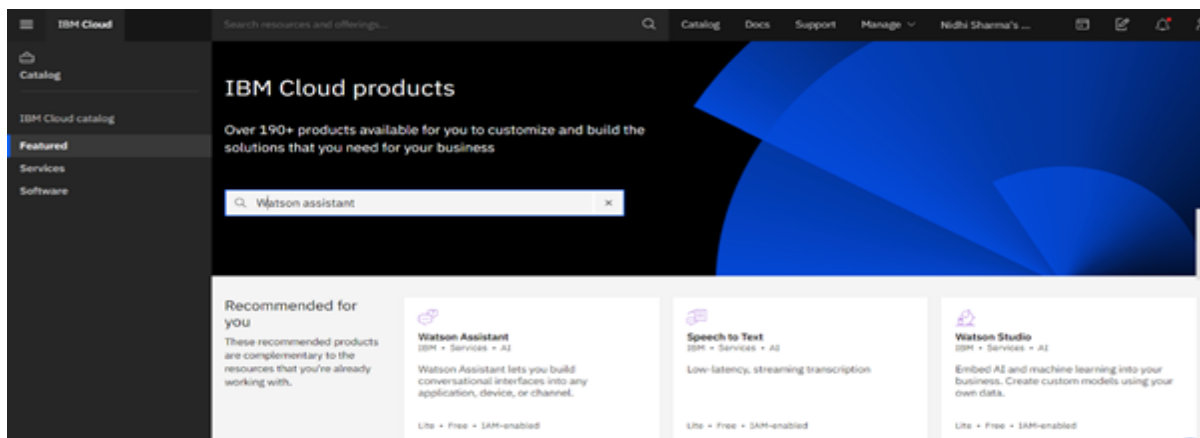 IBM Cloud
Search resources and offerings...
Catalog
Docs
Support
Manage
Nidhi Sharma's ...
Catalog
IBM Cloud catalog
Featured
Services
Software
IBM Cloud products
Over 190+ products available for you to customize and build the
solutions that you need for your business
Watson assistant
Recommended for
you
These recommended products
are complementary to the
resources that you're already
working with.
Watson Assistant
IBM • Services • AI
Watson Assistant lets you build
conversational interfaces into any
application, device, or channel.
Lite • Free • IAM-enabled
Speech to Text
IBM • Services • AI
Low-latency, streaming transcription
Lite • Free • IAM-enabled
Watson Studio
IBM • Services • AI
Embed AI and machine learning into your
business. Create custom models using your
own data.
Lite • Free • IAM-enabled